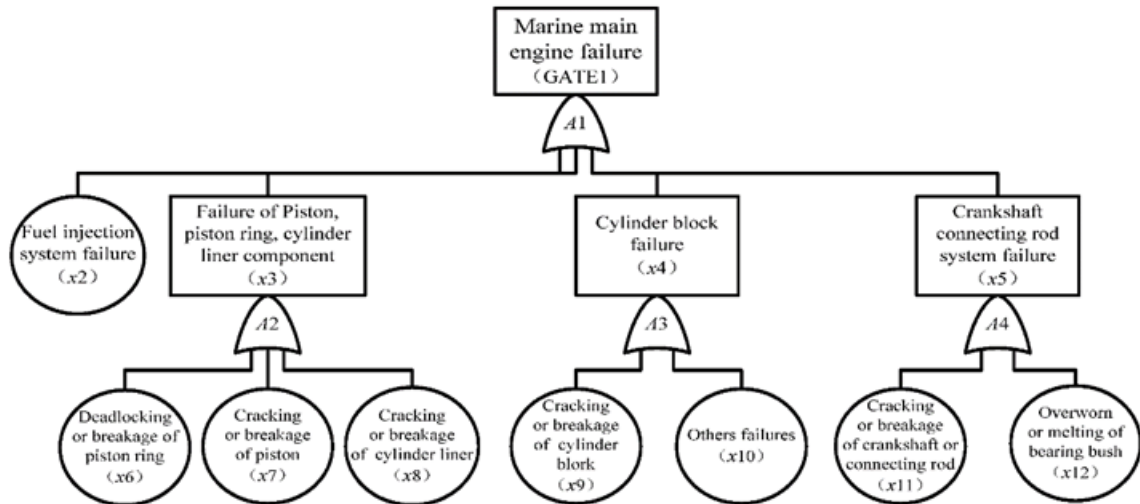 Marine main
engine failure
（GATE1）
A1
Fuel injection
system failure
（x2）
Failure of Piston,
piston ring, cylinder
liner component
（x3）
Cylinder block
failure
（x4）
Crankshaft
connecting rod
system failure
（x5）
A2
A3
A4
Deadlocking
or breakage of
piston ring
（x6）
Cracking
or breakage
of piston
（x7）
Cracking
or breakage
of cylinder liner
（x8）
Cracking
or breakage
of cylinder
blork
（x9）
Others failures
（x10）
Cracking
or breakage
of crankshaft or
connecting rod
（x11）
Overworn
or melting of
bearing bush
（x12）